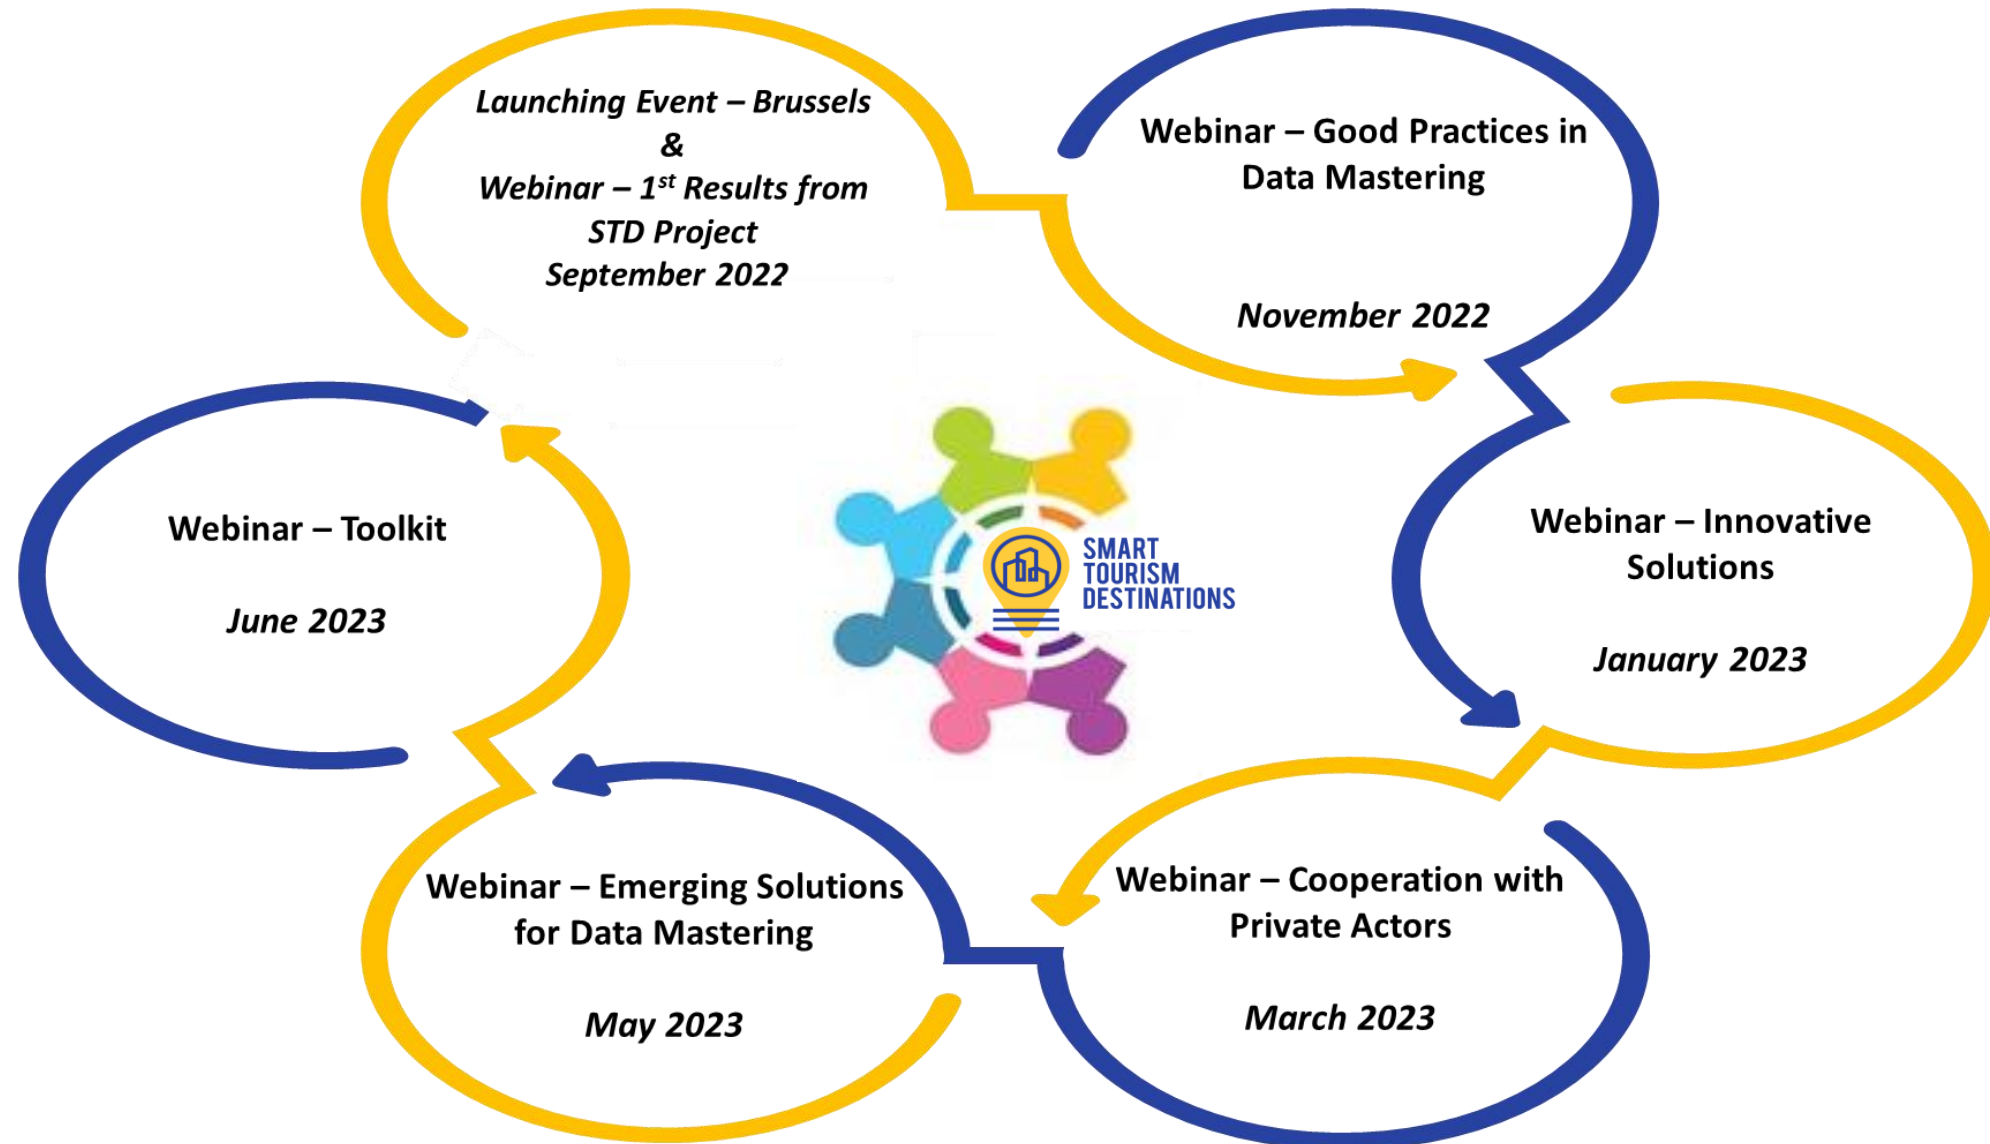 Launching Event – Brussels
&
Webinar – 1st Results from
STD Project
September 2022
Webinar – Good Practices in
Data Mastering
November 2022
Webinar – Innovative
Solutions
January 2023
Webinar – Cooperation with
Private Actors
March 2023
Webinar – Emerging Solutions
for Data Mastering
May 2023
Webinar – Toolkit
June 2023
SMART
TOURISM
DESTINATIONS